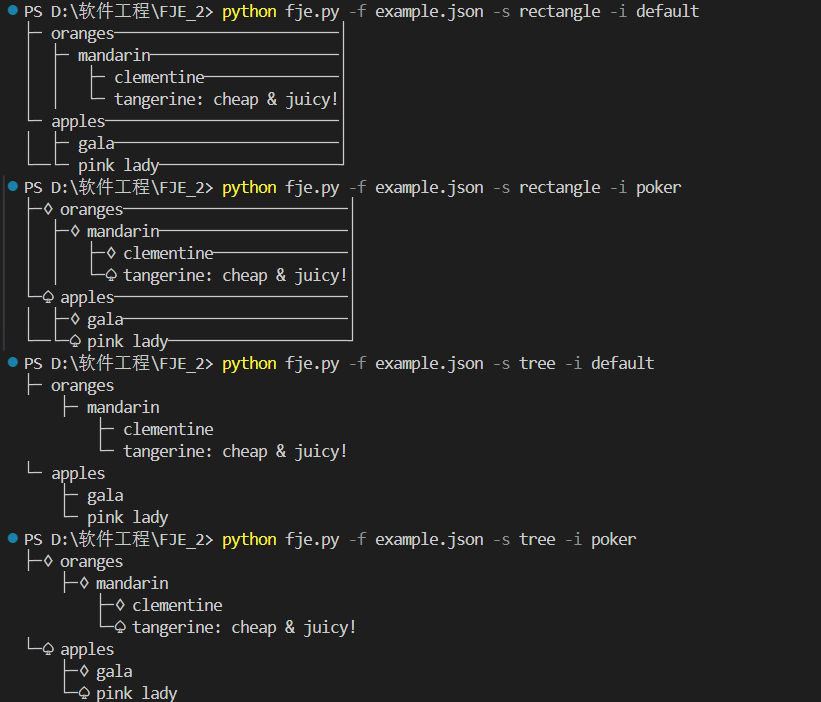 PS D:\软件工程\FJE_2> python fje.py -f example.json -s rectangle -i default
├─ oranges─────────────────────────┤
│  ├─ mandarin─────────────────────┤
│  │   ├─ clementine───────────────┤
│  │   └─ tangerine: cheap & juicy!┤
└─ apples──────────────────────────┤
│  ├─ gala─────────────────────────┤
└──└─ pink lady────────────────────┘
PS D:\软件工程\FJE_2> python fje.py -f example.json -s rectangle -i poker
├─♢ oranges─────────────────────────┤
│  ├─♢ mandarin─────────────────────┤
│  │   ├─♢ clementine───────────────┤
│  │   └─♤ tangerine: cheap & juicy!┤
└─♤ apples──────────────────────────┤
│  ├─♢ gala─────────────────────────┤
└──└─♤ pink lady────────────────────┘
PS D:\软件工程\FJE_2> python fje.py -f example.json -s tree -i default
├─ oranges
    ├─ mandarin
        ├─ clementine
        └─ tangerine: cheap & juicy!
└─ apples
    ├─ gala
    └─ pink lady
PS D:\软件工程\FJE_2> python fje.py -f example.json -s tree -i poker
├─♢ oranges
    ├─♢ mandarin
        ├─♢ clementine
        └─♤ tangerine: cheap & juicy!
└─♤ apples
    ├─♢ gala
    └─♤ pink lady